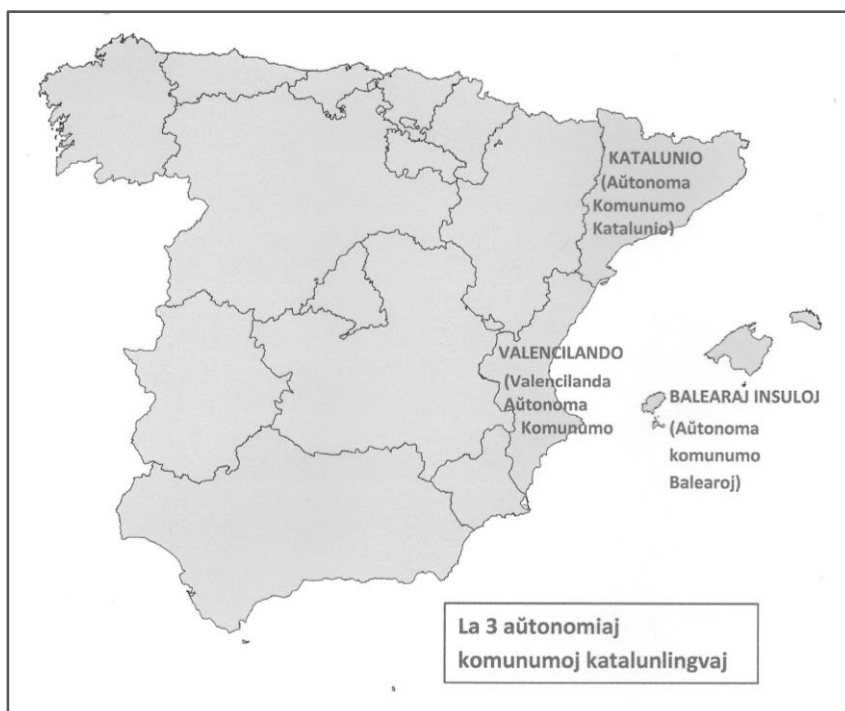 KATALUNIO
(Aŭtonoma
Komunumo
Katalunio)
VALENCILANDO
(Valencilanda
Aŭtonoma
Komunumo
BALEARAJ INSULOJ
(Aŭtonoma
komunumo
Balearoj)
La 3 aŭtonomiaj
komunumoj katalunlingvaj